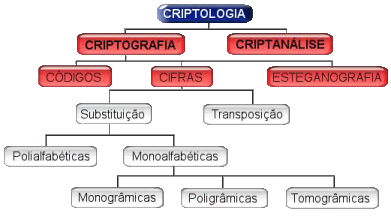 CRIPTOLOGIA
CRIPTOGRAFIA
CRIPTANÁLISE
CÓDIGOS
CIFRAS
ESTEGANOGRAFIA
Substituição
Transposição
Polialfabéticas
Monoalfabéticas
Monogrâmicas
Poligrâmicas
Tomogrâmicas